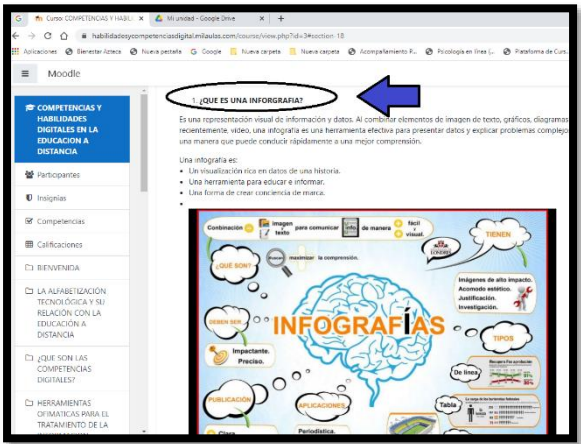 Curso: COMPETENCIAS Y HABIL
Mi unidad - Google Drive
habilidadesycompetenciasdigital.milaulas.com/course/view.php?id=3#section-18
Aplicaciones Bienestar Azteca Nueva pestaña Google Nueva carpeta Nueva carpeta Acompañamiento P... Psicología en línea (... Plataforma de Curs
Moodle
COMPETENCIAS Y
HABILIDADES
DIGITALES EN LA
EDUCACION A
DISTANCIA
Participantes
Insignias
Competencias
Calificaciones
BIENVENIDA
LA ALFABETIZACIÓN
TECNOLÓGICA Y SU
RELACIÓN CON LA
EDUCACIÓN A
DISTANCIA
¿QUE SON LAS
COMPETENCIAS
DIGITALES?
HERRAMIENTAS
OFIMATICAS PARA EL
TRATAMIENTO DE LA
1. ¿QUE ES UNA INFORGRAFIA?
Es una representación visual de información y datos. Al combinar elementos de imagen de texto, gráficos, diagramas
recientemente, video, una infografía es una herramienta efectiva para presentar datos y explicar problemas complejo
una manera que puede conducir rápidamente a una mejor comprensión.
Una infografía es:
• Un visualización rica en datos de una historia.
• Una herramienta para educar e informar.
• Una forma de crear conciencia de marca.
Combinación imagen texto para comunicar info. de manera fácil y visual.
¿QUÉ SON?
Buscan maximizar la comprensión.
TIENEN
Imágenes de alto impacto.
Acomodo estético.
Justificación.
Investigación.
DEBEN SER
INFOGRAFÍAS
Impactante.
Preciso.
TIPOS
De línea
Tabla
PUBLICACIÓN
APLICACIONES
Clara
Periodística.